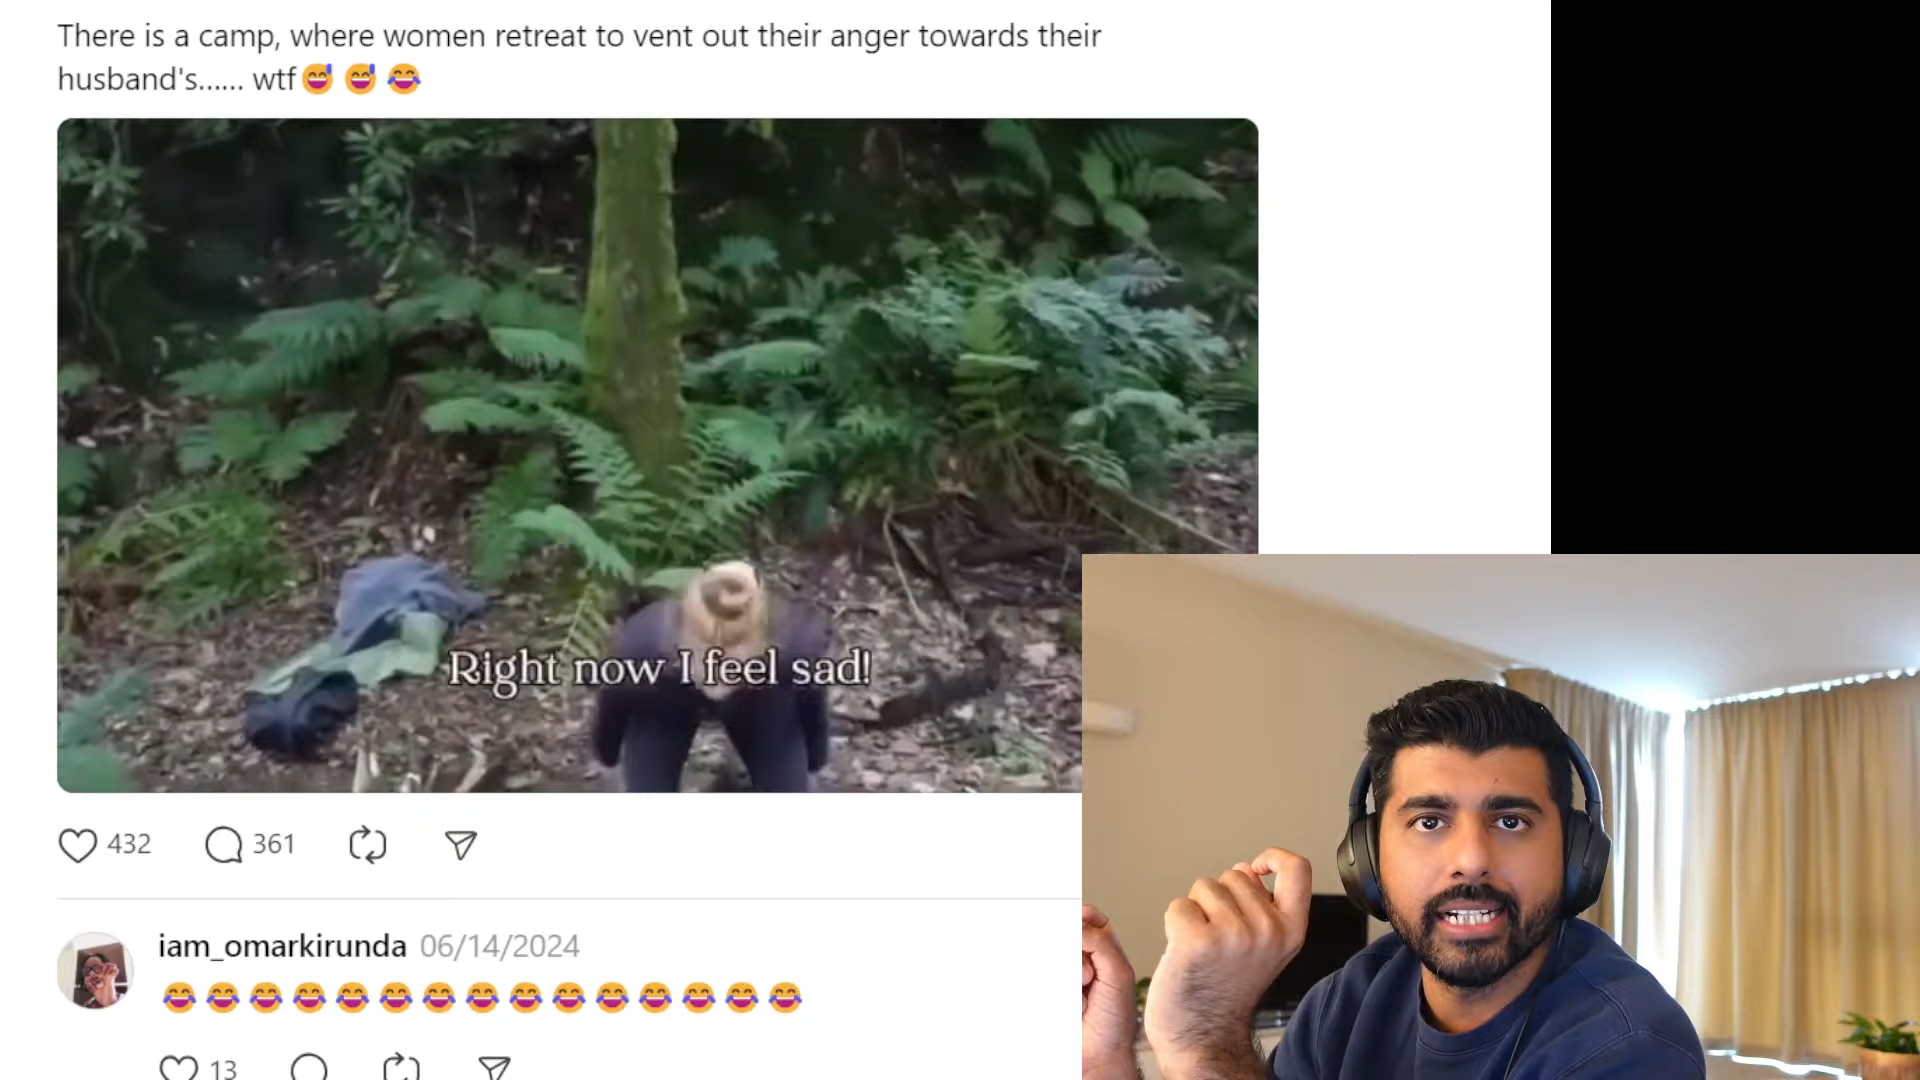 There is a camp, where women retreat to vent out their anger towards their
husband's...... wtf😅😅😂
Right now I feel sad!
432 361
iam_omarkirunda 06/14/2024
😂😂😂😂😂😂😂😂😂😂😂😂😂😂😂
13